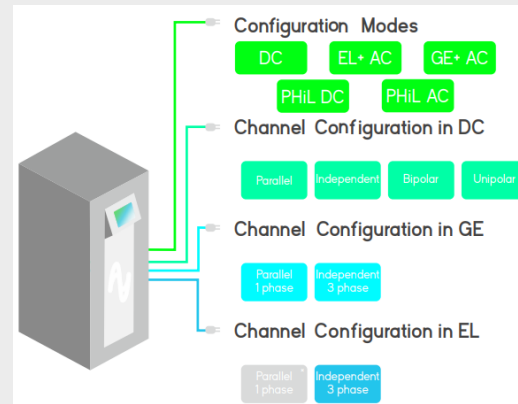 Configuration Modes
DC
EL+ AC
GE+ AC
PHiL DC
PHiL AC
Channel Configuration in DC
Parallel
Independent
Bipolar
Unipolar
Channel Configuration in GE
Parallel
1 phase
Independent
3 phase
Channel Configuration in EL
Parallel *
1 phase
Independent
3 phase